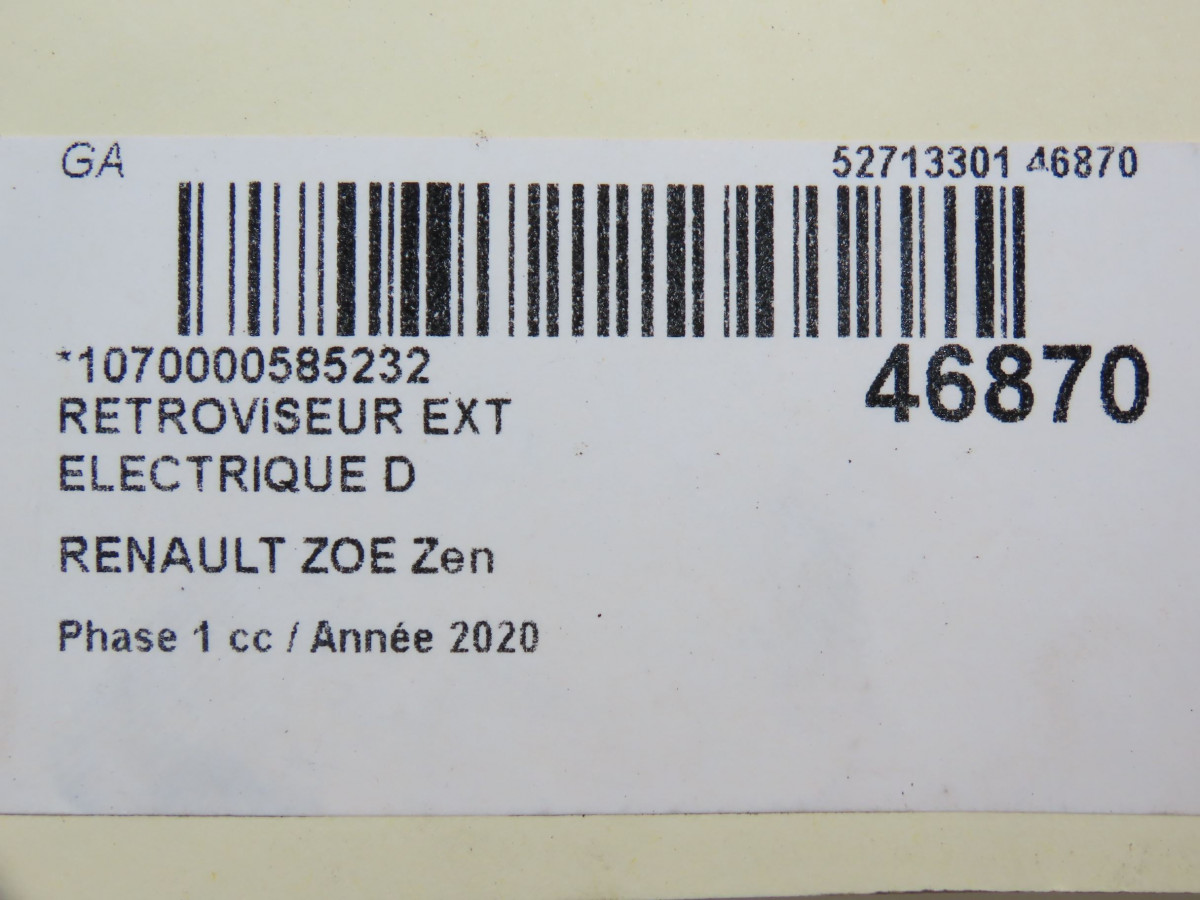 GA
52713301 46870
*1070000585232
46870
RETROVISEUR EXT
ELECTRIQUE D
RENAULT ZOE Zen
Phase 1 cc / Année 2020